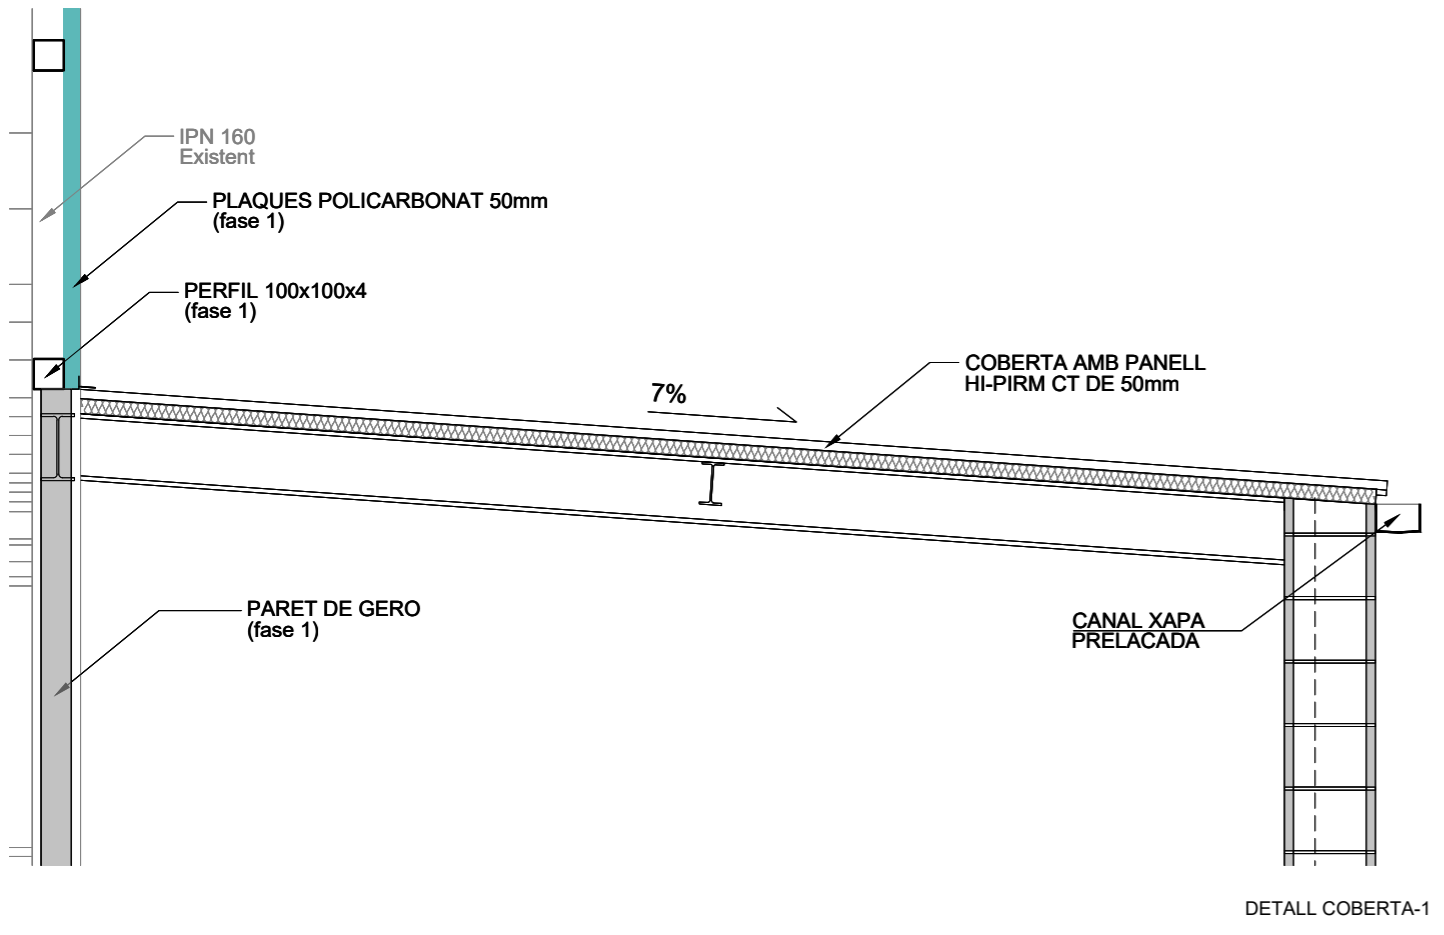 IPN 160
Existent
PLAQUES POLICARBONAT 50mm
(fase 1)
PERFIL 100x100x4
(fase 1)
7%
COBERTA AMB PANELL
HI-PIRM CT DE 50mm
PARET DE GERO
(fase 1)
CANAL XAPA
PRELACADA
DETALL COBERTA-1